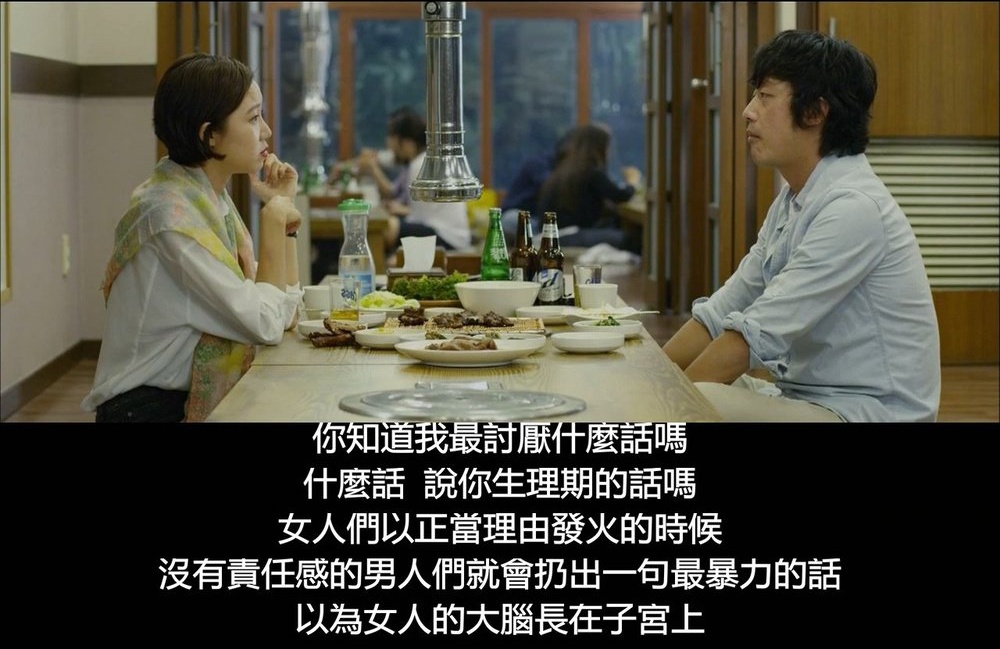 你知道我最討厭什麼話嗎
什麼話 說你生理期的話嗎
女人們以正當理由發火的時候
沒有責任感的男人們就會扔出一句最暴力的話
以為女人的大腦長在子宮上